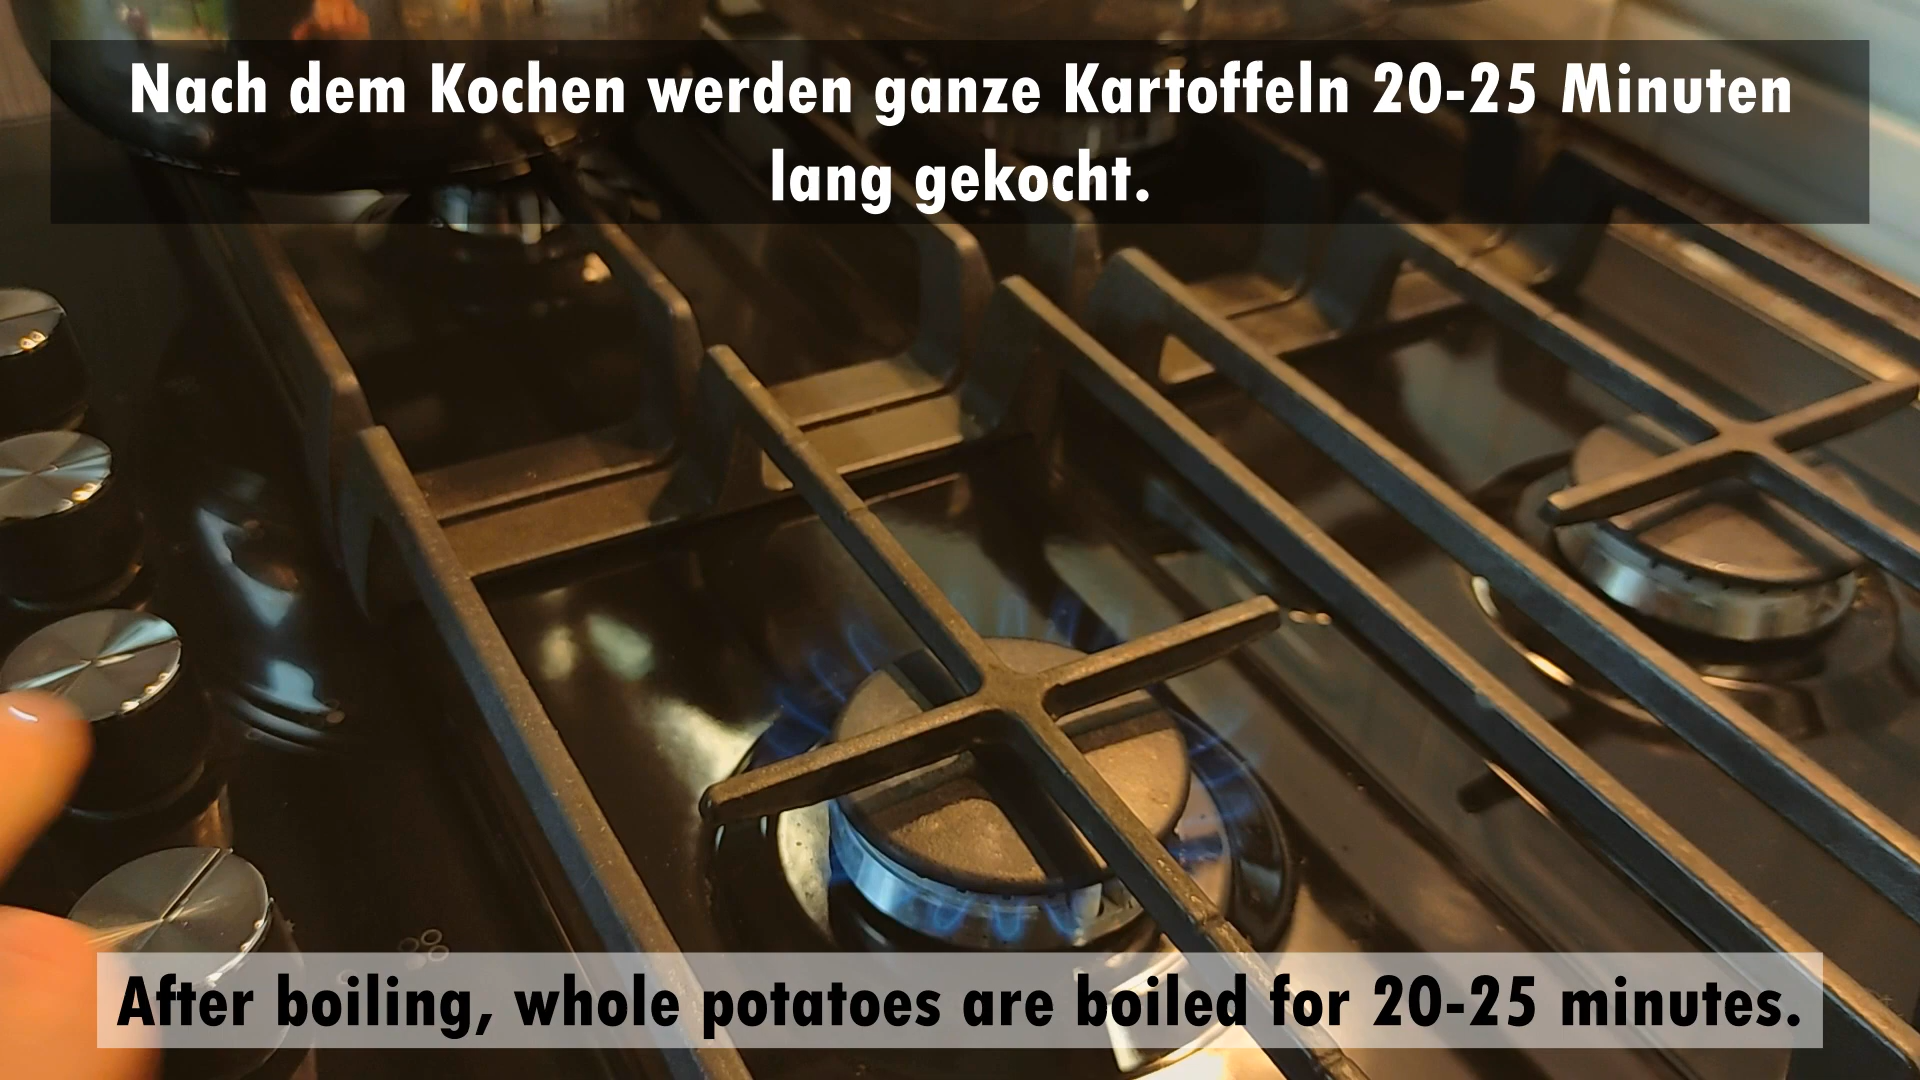 Nach dem Kochen werden ganze Kartoffeln 20-25 Minuten
lang gekocht.
After boiling, whole potatoes are boiled for 20-25 minutes.